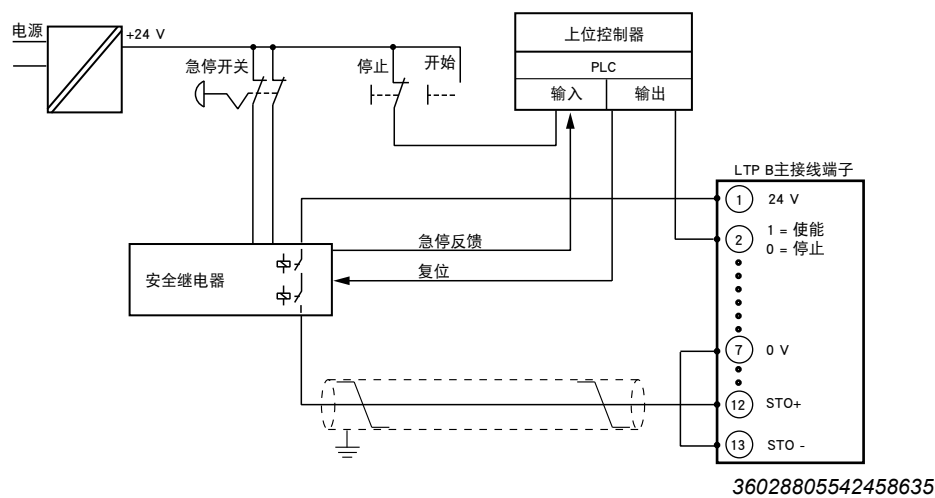 电源
+24 V
急停开关
停止
开始
上位控制器
PLC
输入
输出
LTP B主接线端子
1
24 V
2
1 = 使能
0 = 停止
急停反馈
复位
安全继电器
7
0 V
12
STO+
13
STO -
36028805542458635